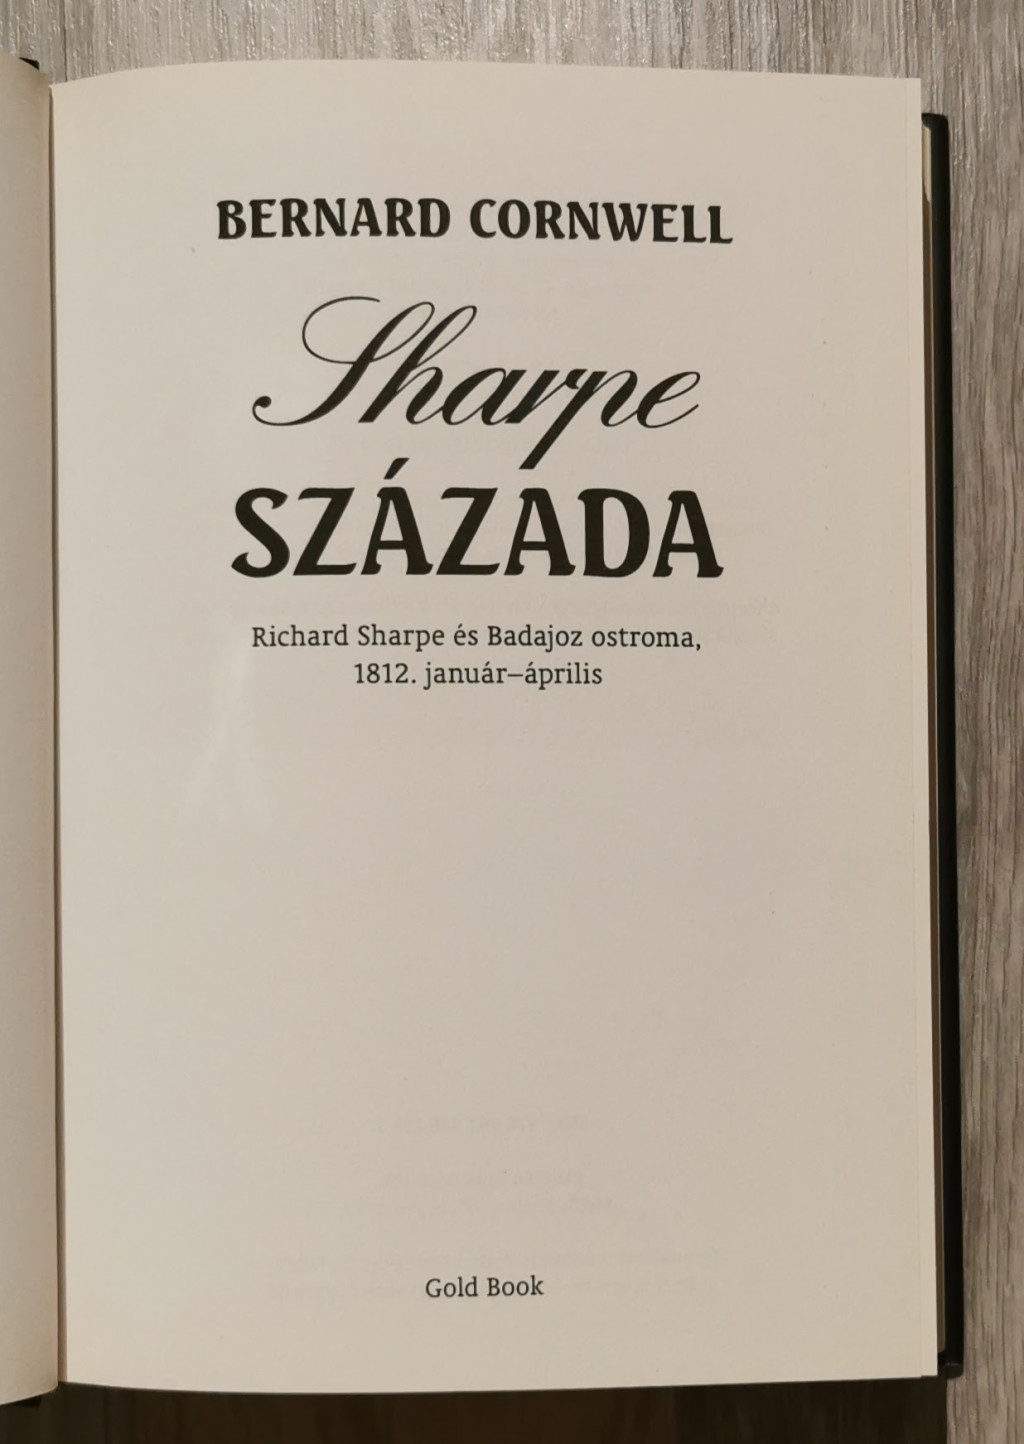 BERNARD CORNWELL
Sharpe
SZÁZADA
Richard Sharpe és Badajoz ostroma,
1812. január–április
Gold Book